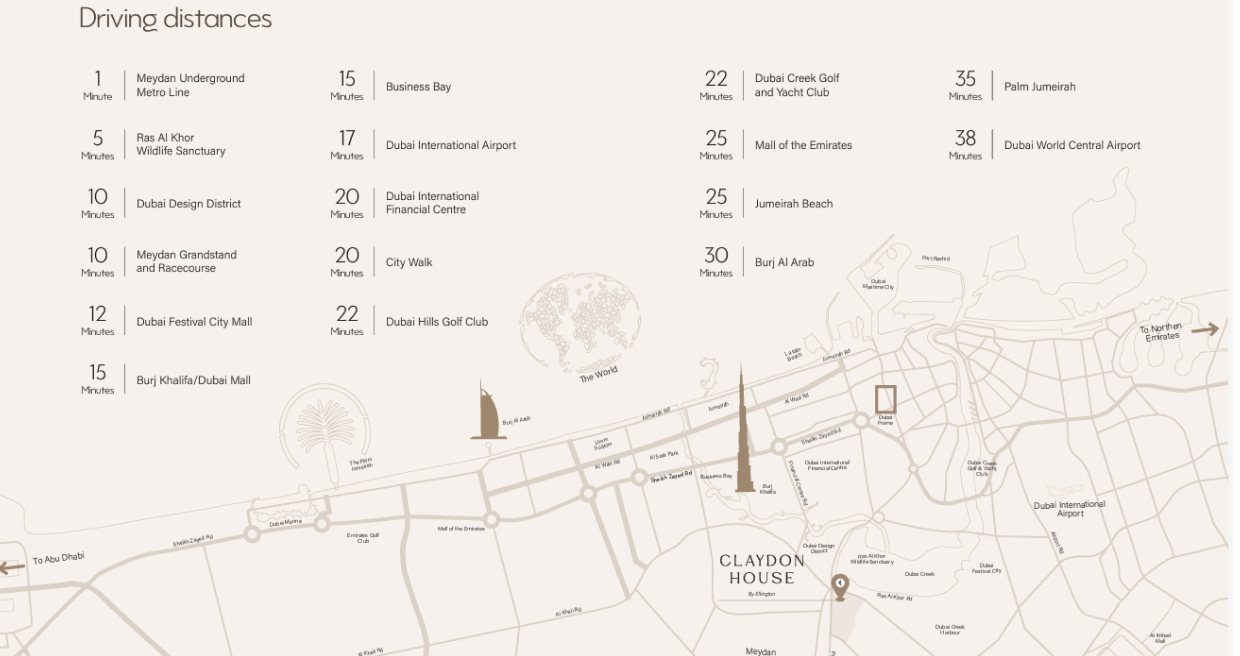 Driving distances
1
Minute
Meydan Underground
Metro Line
5
Minutes
Ras Al Khor
Wildlife Sanctuary
10
Minutes
Dubai Design District
10
Minutes
Meydan Grandstand
and Racecourse
12
Minutes
Dubai Festival City Mall
15
Minutes
Burj Khalifa/Dubai Mall
15
Minutes
Business Bay
17
Minutes
Dubai International Airport
20
Minutes
Dubai International
Financial Centre
20
Minutes
City Walk
22
Minutes
Dubai Hills Golf Club
22
Minutes
Dubai Creek Golf
and Yacht Club
25
Minutes
Mall of the Emirates
25
Minutes
Jumeirah Beach
30
Minutes
Burj Al Arab
35
Minutes
Palm Jumeirah
38
Minutes
Dubai World Central Airport
Port Rashid
Dubai
Maritime City
To Northen
Emirates
La Mer
Beach
Jumeirah Rd
The World
Al Wasl Rd
Jumeirah
Jumeirah Rd
Burj Al Arab
Dubai
Frame
Sheikh Zayed Rd
Umm
Suqeim
Al Safa Park
Al Wasl Rd
The Palm
Jumeirah
Sheikh Zayed Rd
Business Bay
Burj
Khalifa
Financial Centre Rd
Dubai International
Financial Centre
Dubai Creek
Golf & Yacht
Club
Dubai International
Airport
Airport Rd
Dubai Marina
Mall of the Emirates
Emirates Golf
Club
Sheikh Zayed Rd
To Abu Dhabi
CLAYDON
HOUSE
By Ellington
Dubai Design
District
Ras Al Khor
Wildlife Sanctuary
Dubai Creek
Dubai
Festival City
Ras Al Khor Rd
Al Khail Rd
Dubai Creek
Harbour
Al Ittihad
Mall
Al Khail Rd
Meydan